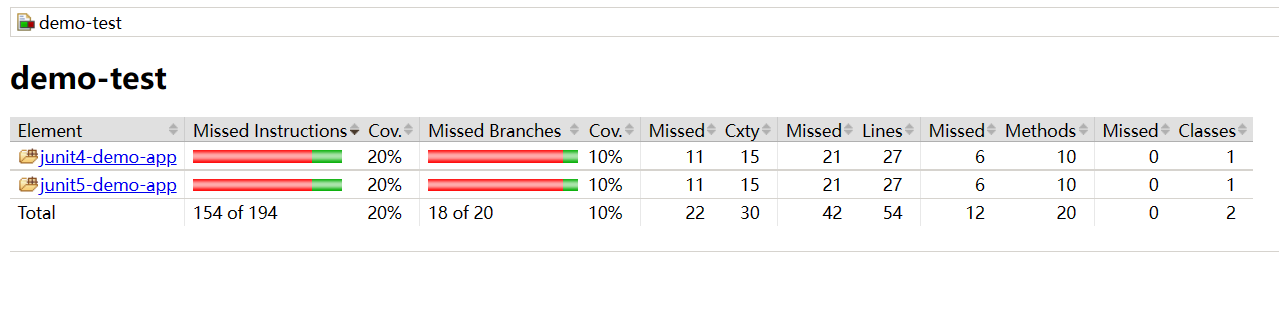 demo-test
demo-test
Element Missed Instructions Cov. Missed Branches Cov. Missed Cxty Missed Lines Missed Methods Missed Classes
junit4-demo-app 20% 10% 11 15 21 27 6 10 0 1
junit5-demo-app 20% 10% 11 15 21 27 6 10 0 1
Total 154 of 194 20% 18 of 20 10% 22 30 42 54 12 20 0 2